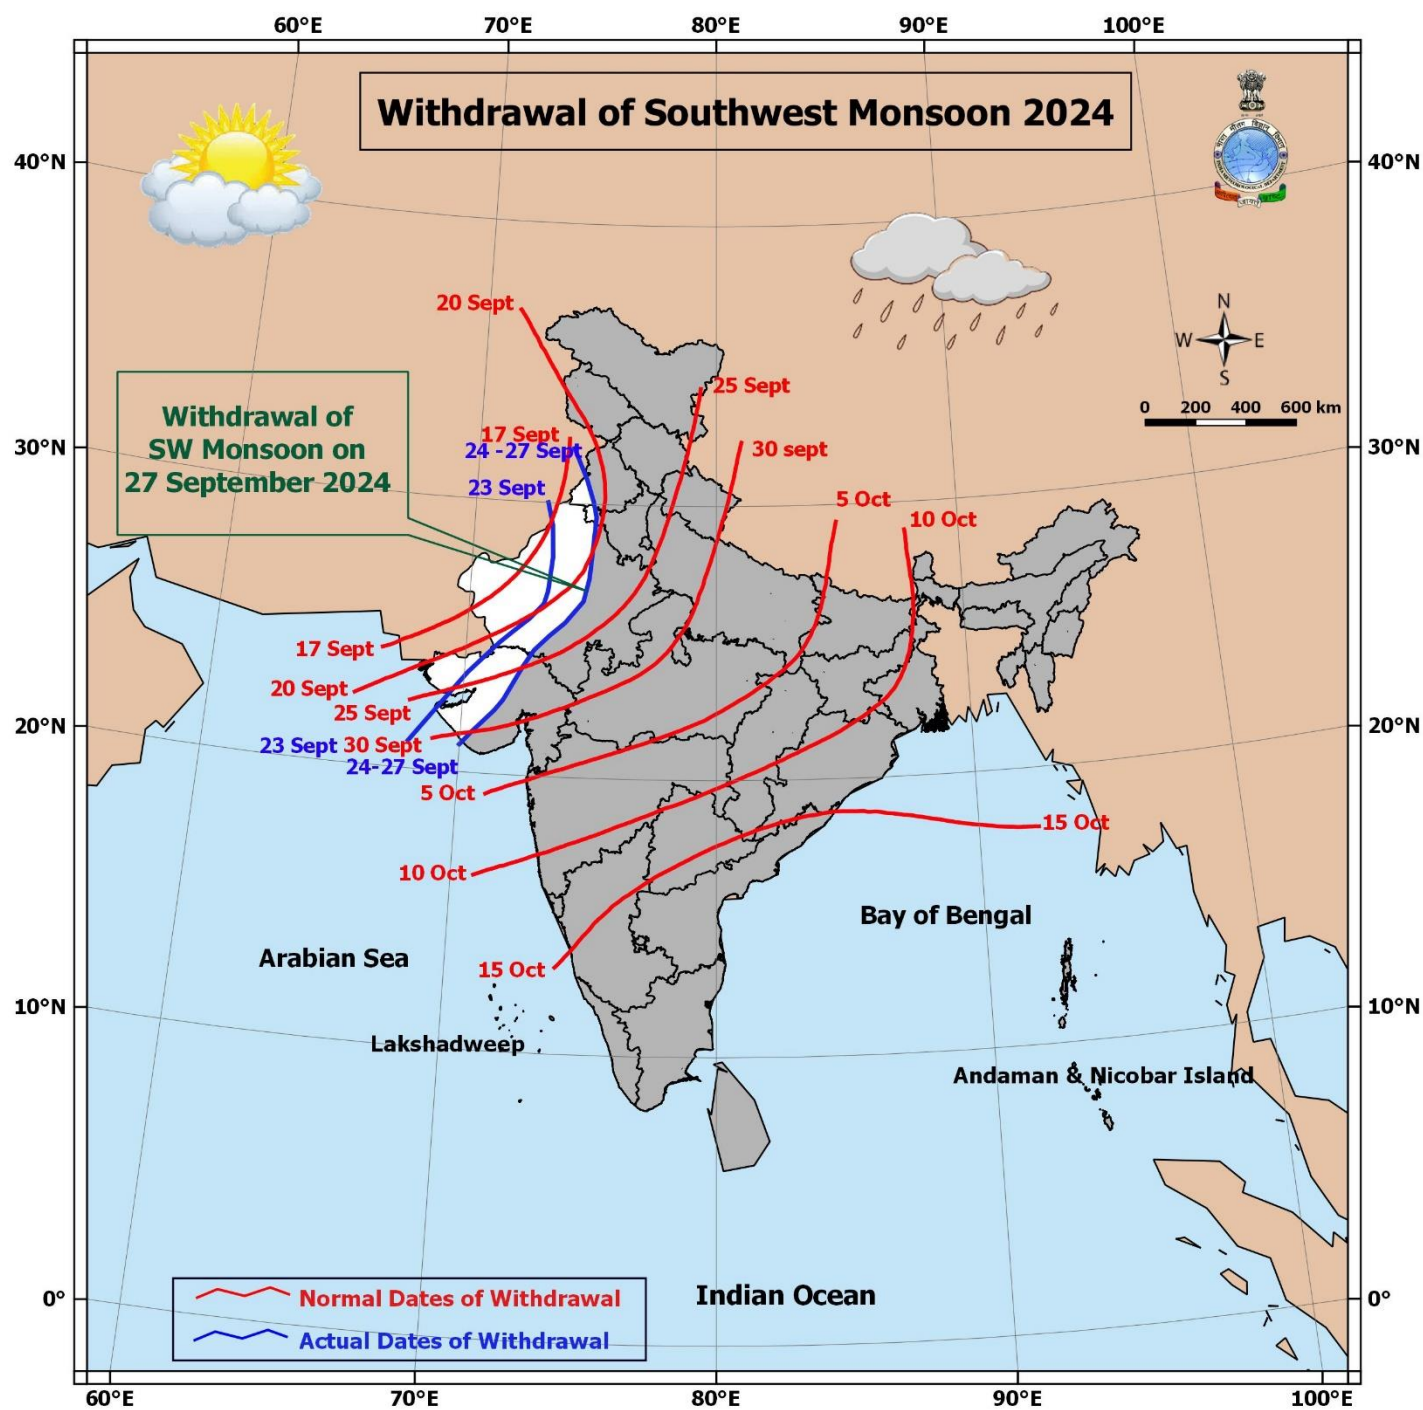 60°E 70°E 80°E 90°E 100°E
Withdrawal of Southwest Monsoon 2024
40°N 40°N
20 Sept
N
W E
S
25 Sept
0 200 400 600 km
Withdrawal of
SW Monsoon on
27 September 2024
17 Sept
24 -27 Sept
30°N 30°N
30 sept
23 Sept
5 Oct
10 Oct
17 Sept
20 Sept
25 Sept
20°N 20°N
23 Sept 30 Sept
24-27 Sept
5 Oct
15 Oct
10 Oct
Bay of Bengal
Arabian Sea
15 Oct
10°N 10°N
Lakshadweep
Andaman & Nicobar Island
0° 0°
Indian Ocean
Normal Dates of Withdrawal
Actual Dates of Withdrawal
60°E 70°E 80°E 90°E 100°E